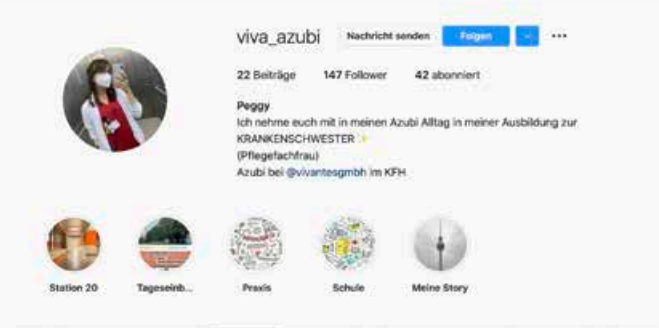 viva_azubi Nachricht senden Folgen
22 Beiträge 147 Follower 42 abonniert
Peggy
Ich nehme euch mit in meinen Azubi Alltag in meiner Ausbildung zur
KRANKENSCHWESTER ✨
(Pflegefachfrau)
Azubi bei @vivantesgmbh im KFH
Station 20 Tageseinb... Praxis Schule Meine Story